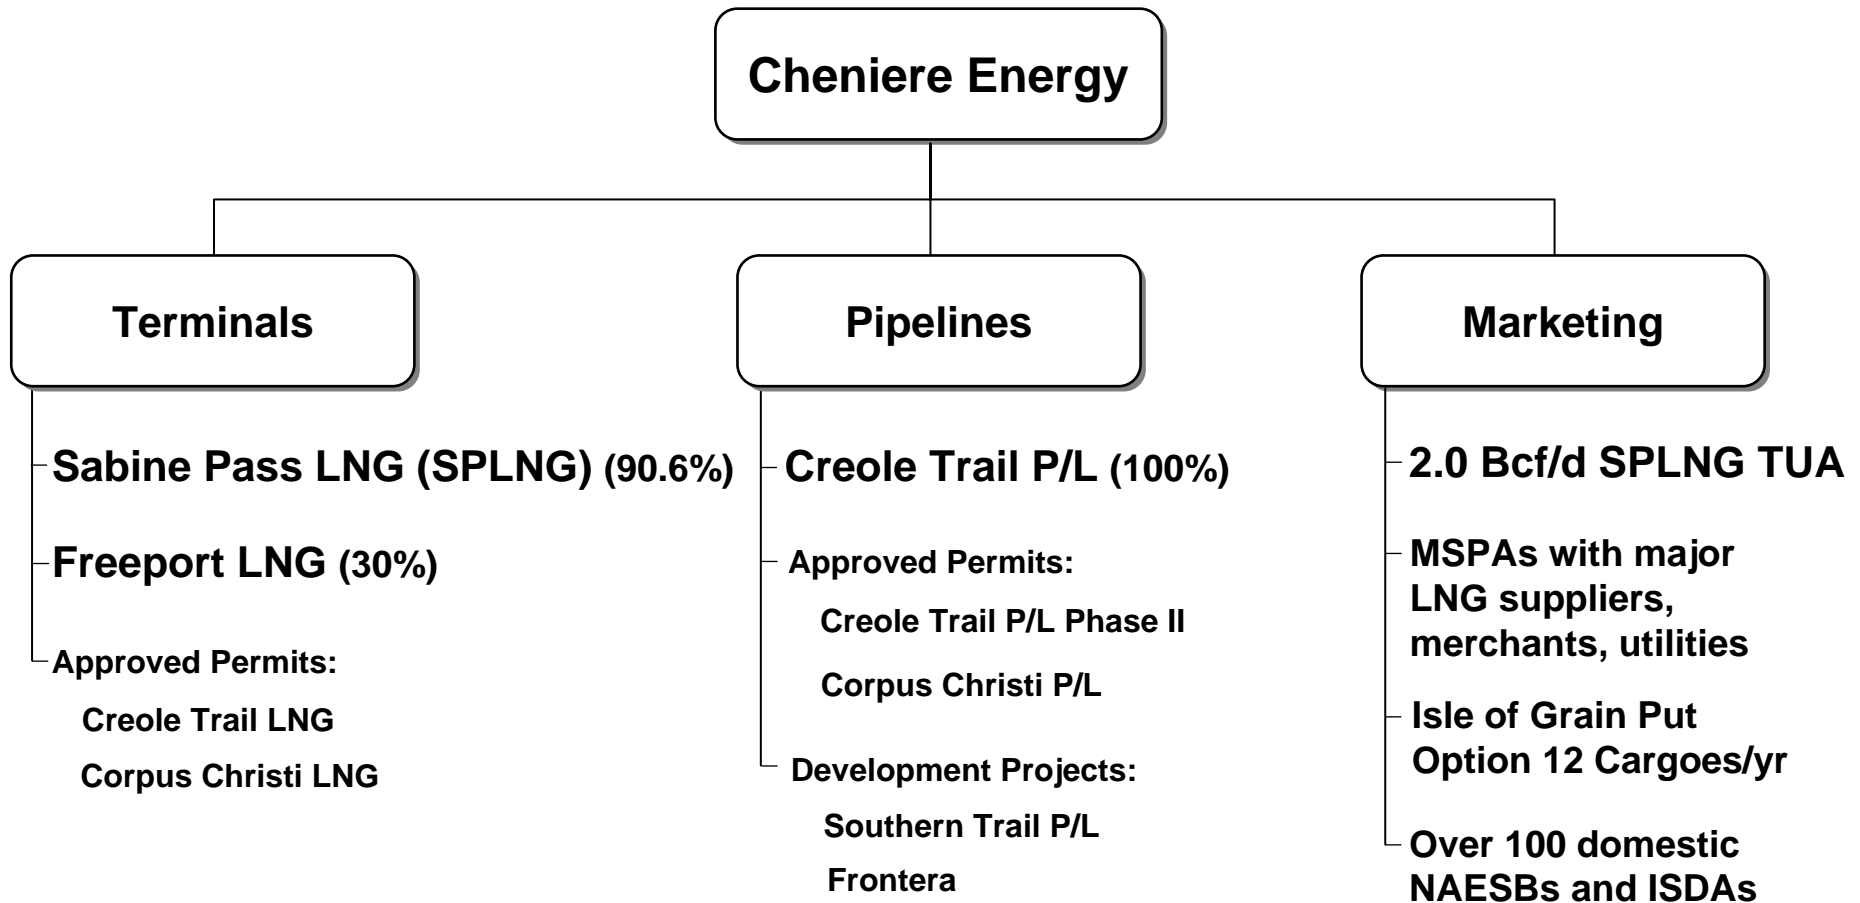 Cheniere Energy
Terminals
Sabine Pass LNG (SPLNG) (90.6%)
Freeport LNG (30%)
Approved Permits:
Creole Trail LNG
Corpus Christi LNG
Pipelines
Creole Trail P/L (100%)
Approved Permits:
Creole Trail P/L Phase II
Corpus Christi P/L
Development Projects:
Southern Trail P/L
Frontera
Marketing
2.0 Bcf/d SPLNG TUA
MSPAs with major
LNG suppliers,
merchants, utilities
Isle of Grain Put
Option 12 Cargoes/yr
Over 100 domestic
NAESBs and ISDAs